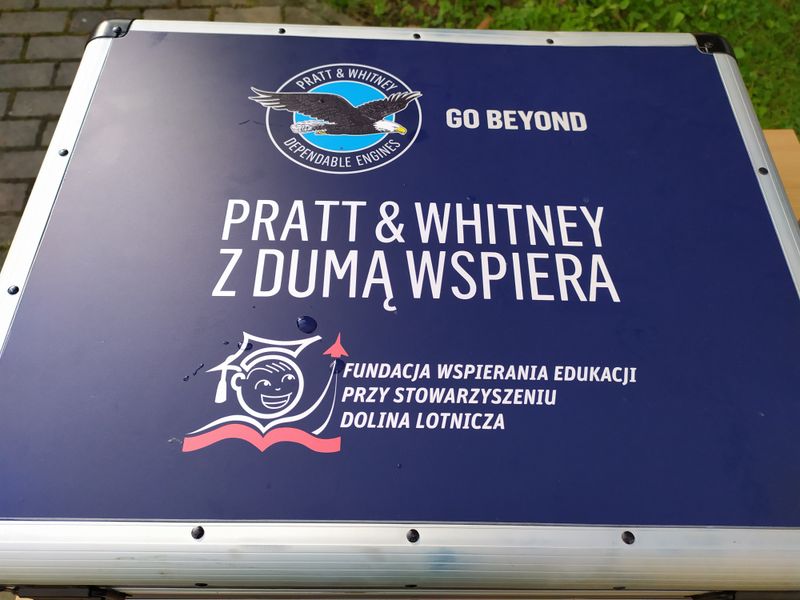 PRATT & WHITNEY
DEPENDABLE ENGINES
GO BEYOND
PRATT & WHITNEY
Z DUMĄ WSPIERA
FUNDACJA WSPIERANIA EDUKACJI
PRZY STOWARZYSZENIU
DOLINA LOTNICZA